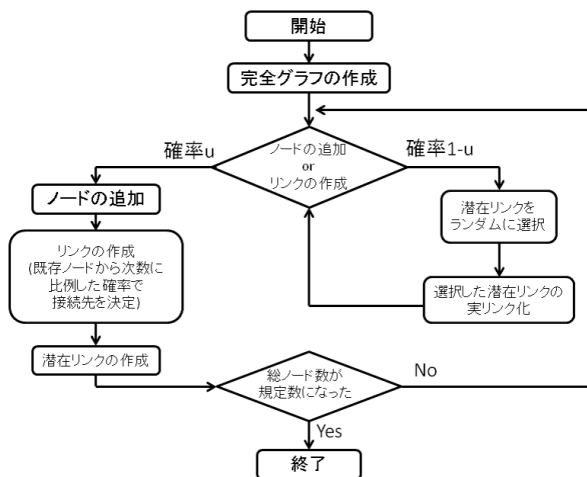 開始
完全グラフの作成
確率u
ノードの追加
or
リンクの作成
確率1-u
ノードの追加
潜在リンクを
ランダムに選択
リンクの作成
(既存ノードから次数に
比例した確率で
接続先を決定)
選択した潜在リンクの
実リンク化
潜在リンクの作成
総ノード数が
規定数になった
No
Yes
終了